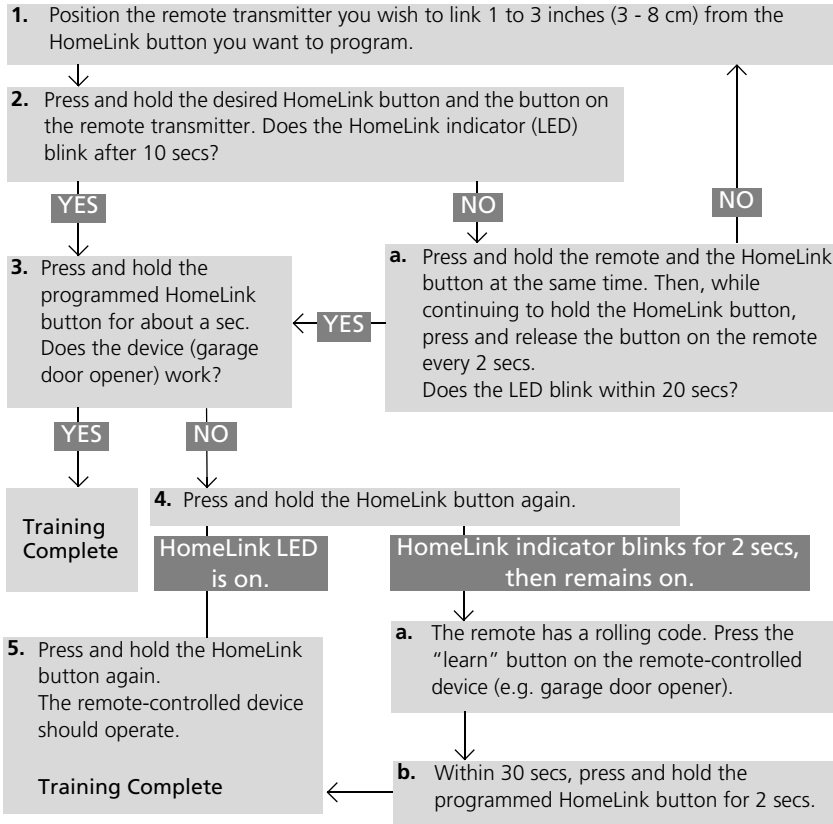 1. Position the remote transmitter you wish to link 1 to 3 inches (3 - 8 cm) from the
HomeLink button you want to program.
2. Press and hold the desired HomeLink button and the button on
the remote transmitter. Does the HomeLink indicator (LED)
blink after 10 secs?
YES
NO
NO
3. Press and hold the
programmed HomeLink
button for about a sec.
Does the device (garage
door opener) work?
YES
a. Press and hold the remote and the HomeLink
button at the same time. Then, while
continuing to hold the HomeLink button,
press and release the button on the remote
every 2 secs.
Does the LED blink within 20 secs?
YES
NO
Training
Complete
4. Press and hold the HomeLink button again.
HomeLink LED
is on.
HomeLink indicator blinks for 2 secs,
then remains on.
5. Press and hold the HomeLink
button again.
The remote-controlled device
should operate.
Training Complete
a. The remote has a rolling code. Press the
“learn” button on the remote-controlled
device (e.g. garage door opener).
b. Within 30 secs, press and hold the
programmed HomeLink button for 2 secs.